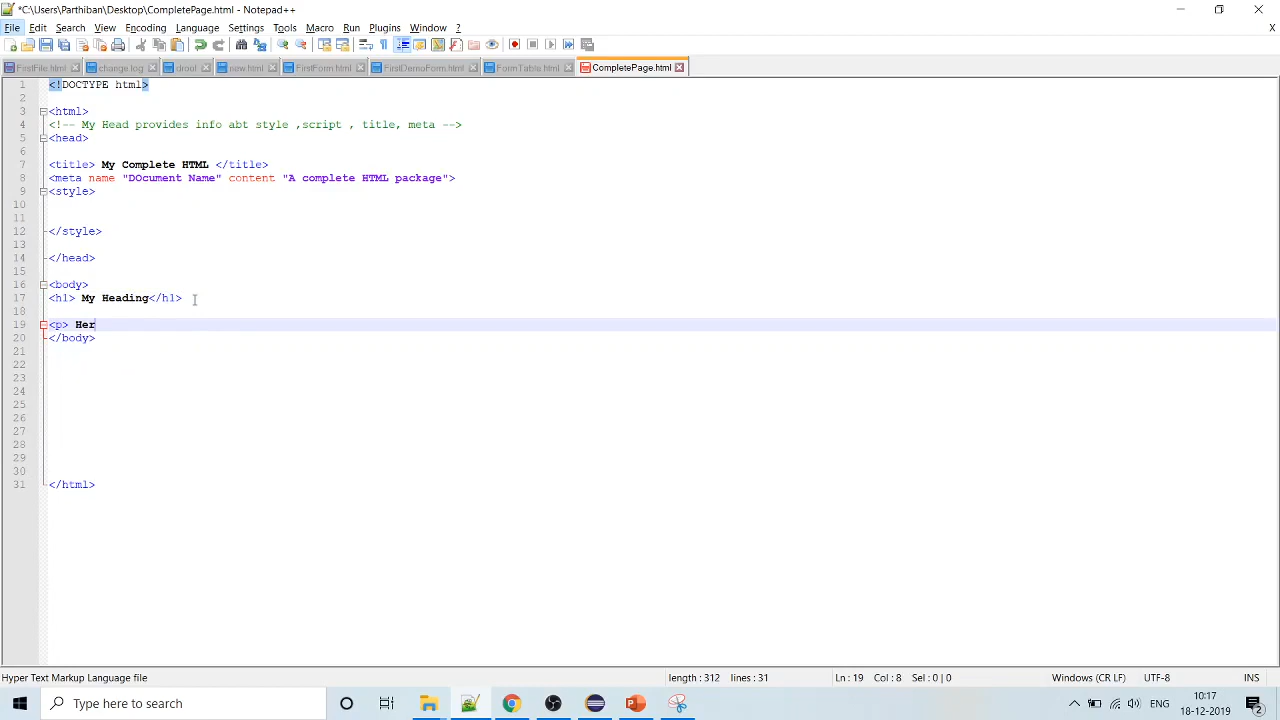 *C:\Users\Parthiban\Desktop\CompletePage.html - Notepad++
File Edit Search View Encoding Language Settings Tools Macro Run Plugins Window ?
X
FirstFile.html change.log droof new.html FirstForm.html FirstDemoForm.html FormTable.html CompletePage.html
1 <!DOCTYPE html>
2
3 <html>
4 <!-- My Head provides info abt style ,script , title, meta -->
5 <head>
6
7 <title> My Complete HTML </title>
8 <meta name "DOcument Name" content "A complete HTML package">
9 <style>
10
11
12 </style>
13
14 </head>
15
16 <body>
17 <h1> My Heading</h1>
18
19 <p> Her
20 </body>
21
22
23
24
25
26
27
28
29
30
31 </html>
Hyper Text Markup Language file length : 312 lines : 31 Ln : 19 Col : 8 Sel : 0 | 0 Windows (CR LF) UTF-8 INS
Type here to search ENG 10:17
18-12-2019 2